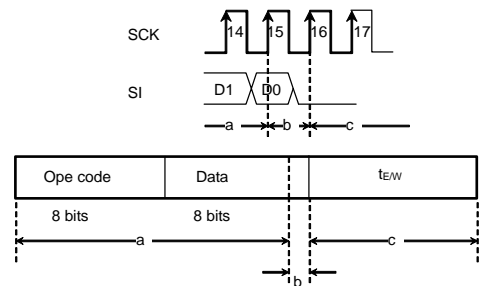 SCK 14 15 16 17
SI D1 D0
a b c
Ope code Data tE/W
8 bits 8 bits
a c
b